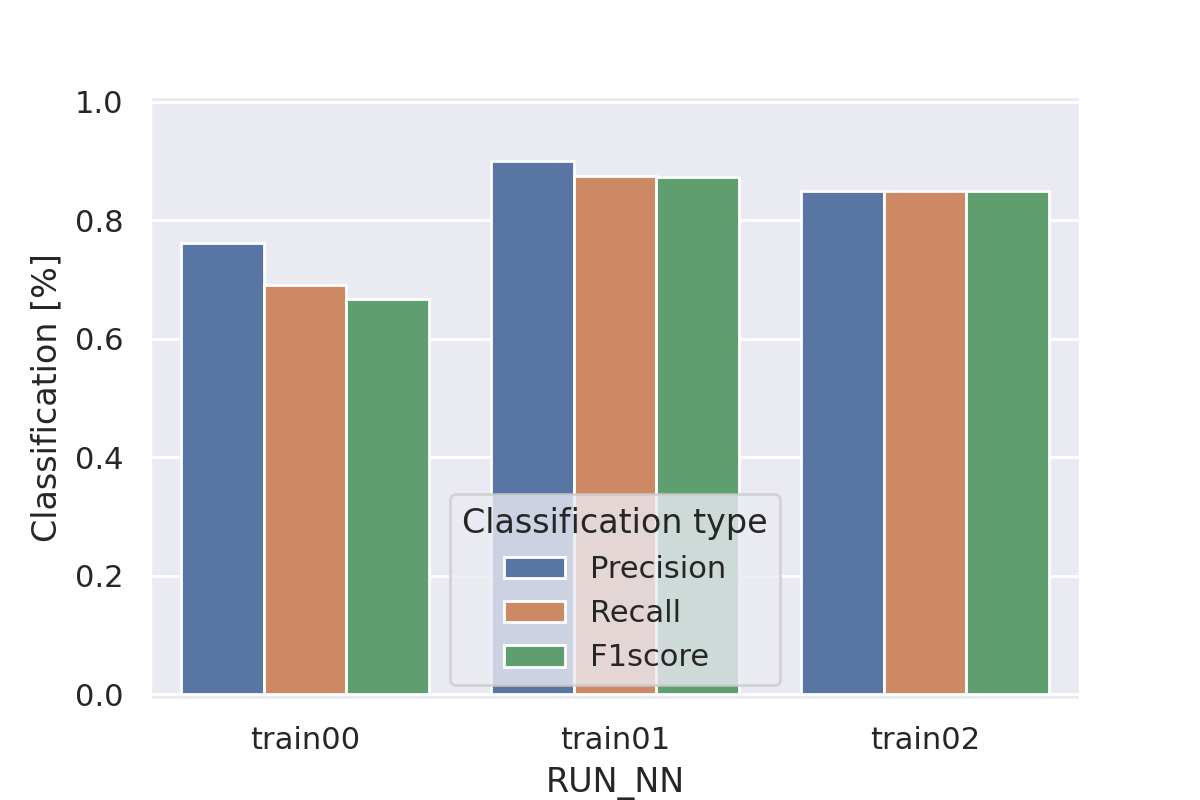 1.0
0.8
0.6
0.4
0.2
0.0
Classification [%]
Classification type
Precision
Recall
F1score
train00
train01
train02
RUN_NN